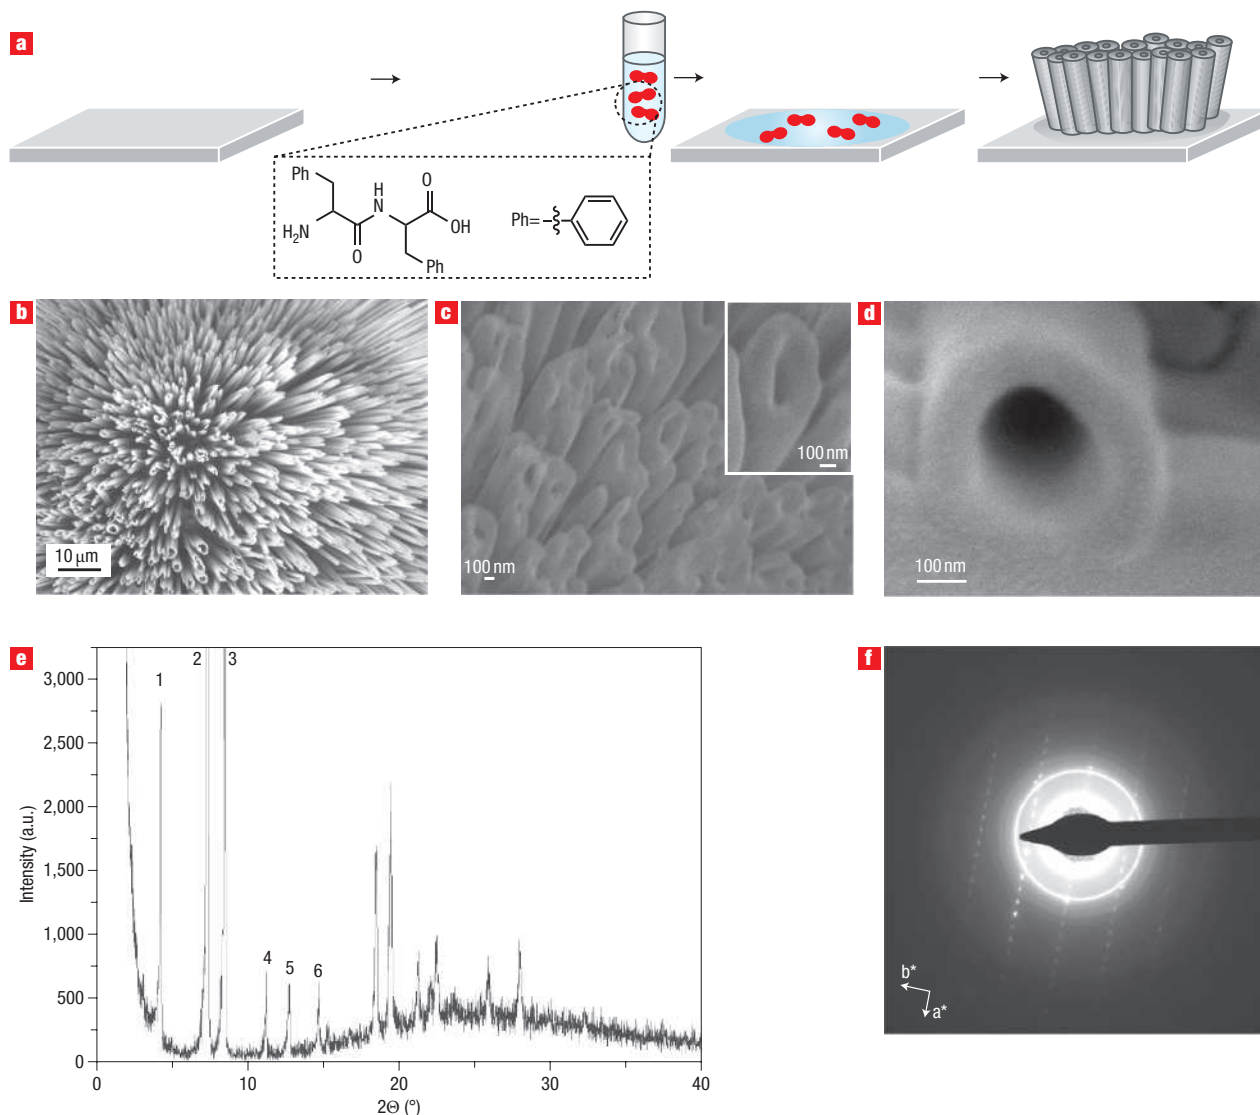 a
Ph
H
N
O
H2N
O
OH
Ph
Ph=
b
10 μm
c
100 nm
100 nm
d
100 nm
e
3,000
2,500
2,000
1,500
1,000
500
0
Intensity (a.u.)
1
2
3
4
5
6
0
10
20
30
40
2Θ (°)
f
b*
a*